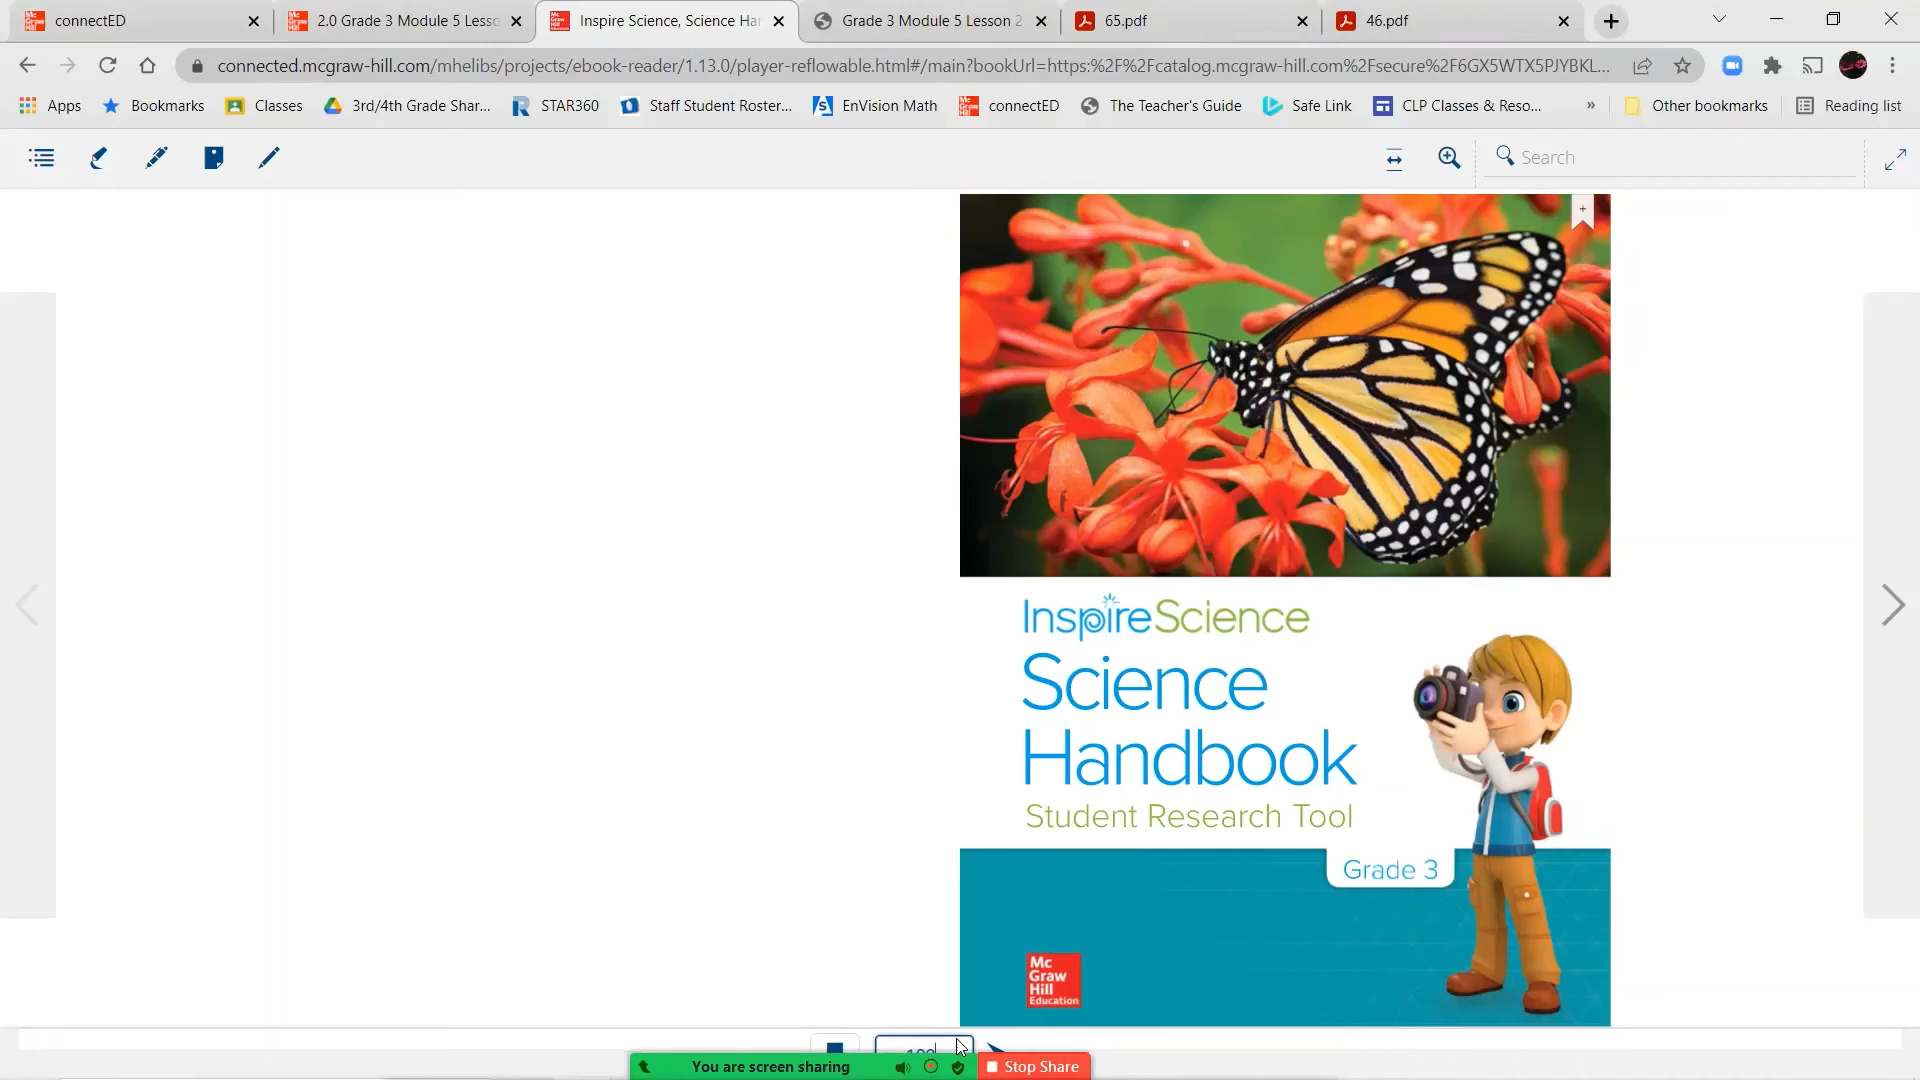 connectED
2.0 Grade 3 Module 5 Lesso
Inspire Science, Science Har
Grade 3 Module 5 Lesson 2
65.pdf
46.pdf
connected.mcgraw-hill.com/mhelibs/projects/ebook-reader/1.13.0/player-reflowable.html#/main?bookUrl=https:%2F%2Fcatalog.mcgraw-hill.com%2Fsecure%2F6GX5WTX5PJYBKL...
Apps
Bookmarks
Classes
3rd/4th Grade Shar...
STAR360
Staff Student Roster...
EnVision Math
connectED
The Teacher's Guide
Safe Link
CLP Classes & Reso...
»
Other bookmarks
Reading list
Search
Inspire Science
Science
Handbook
Student Research Tool
Grade 3
Mc
Graw
Hill
Education
You are screen sharing
Stop Share